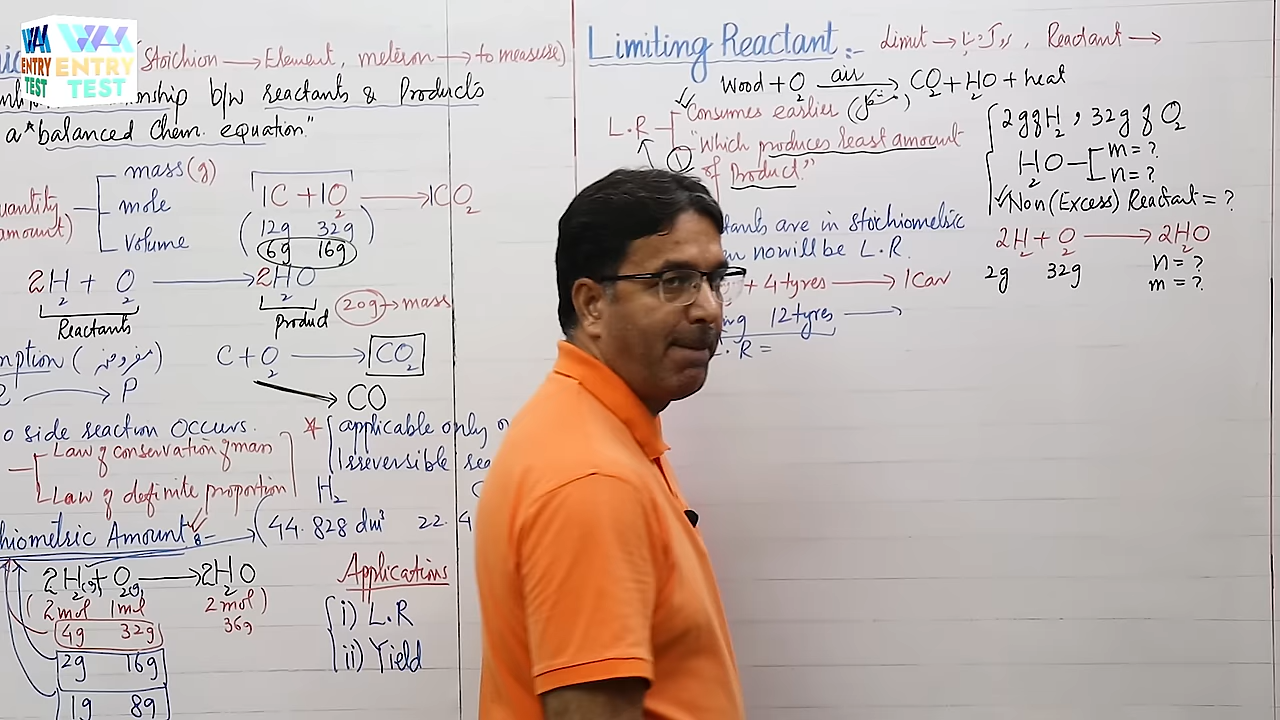 WAM
ENTRY
TEST
Stoichion → Element, meteron → to measure)
b/w reactants & Products
a * balanced Chem. equation."
mass (g)
mole
volume
1C + 1O2 → 1CO2
12g 32g
6g 16g
2H2 + O2 → 2H2O
Reactants
Product
20g → mass
C + O2 → CO2
CO
→ P
o side reaction occurs.
Law of conservation of mass
Law of definite proportion
* applicable only
Irreversible
H2
Amount :-
(44.828 dm³ 22.4
2H2(g) + O2(g) → 2H2O
(2mol 1mol 2mol)
4g 32g 36g
2g 16g
1g 8g
Applications
i) L.R
ii) Yield
Limiting Reactant :-
Limit → , Reactant →
Wood + O2 air → CO2 + H2O + heat
L.R
Consumes earlier
"Which produces least amount
of Product"
1
tants are in stoichiometric
no will be L.R.
+ 4 tyres → 1 Car
12 tyres →
L.R =
2g of H2, 32g of O2
H2O
m = ?
n = ?
✓ Non (Excess) Reactant = ?
2H2 + O2 → 2H2O
2g 32g
n = ?
m = ?